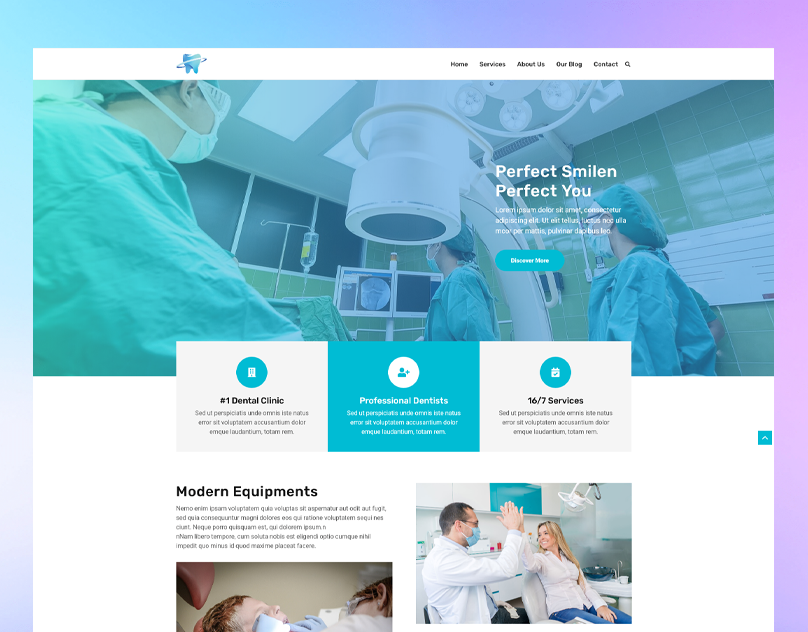 Home Services About Us Our Blog Contact
Perfect Smilen
Perfect You
Lorem ipsum dolor sit amet, consectetur
adipiscing elit. Ut elit tellus, luctus nec ulla
mcor per mattis, pulvinar dapibus leo.
Discover More
#1 Dental Clinic
Sed ut perspiciatis unde omnis iste natus
error sit voluptatem accusantium dolor
emque laudantium, totam rem.
Professional Dentists
Sed ut perspiciatis unde omnis iste natus
error sit voluptatem accusantium dolor
emque laudantium, totam rem.
16/7 Services
Sed ut perspiciatis unde omnis iste natus
error sit voluptatem accusantium dolor
emque laudantium, totam rem.
Modern Equipments
Nemo enim ipsam voluptatem quia voluptas sit aspernatur aut odit aut fugit,
sed quia consequuntur magni dolores eos qui ratione voluptatem sequi nes
ciunt. Neque porro quisquam est, qui dolorem ipsum.n
nNam libero tempore, cum soluta nobis est eligendi optio cumque nihil
impedit quo minus id quod maxime placeat facere.